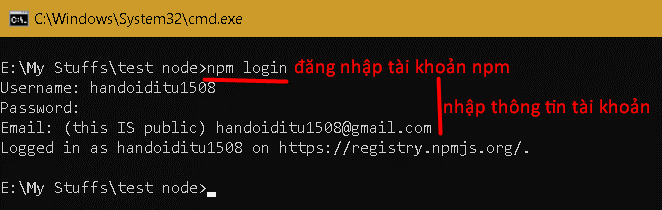 C:\Windows\System32\cmd.exe
E:\My Stuffs\test node>npm login đăng nhập tài khoản npm
Username: handoiditu1508
Password:
nhập thông tin tài khoản
Email: (this IS public) handoiditu1508@gmail.com
Logged in as handoiditu1508 on https://registry.npmjs.org/.
E:\My Stuffs\test node>